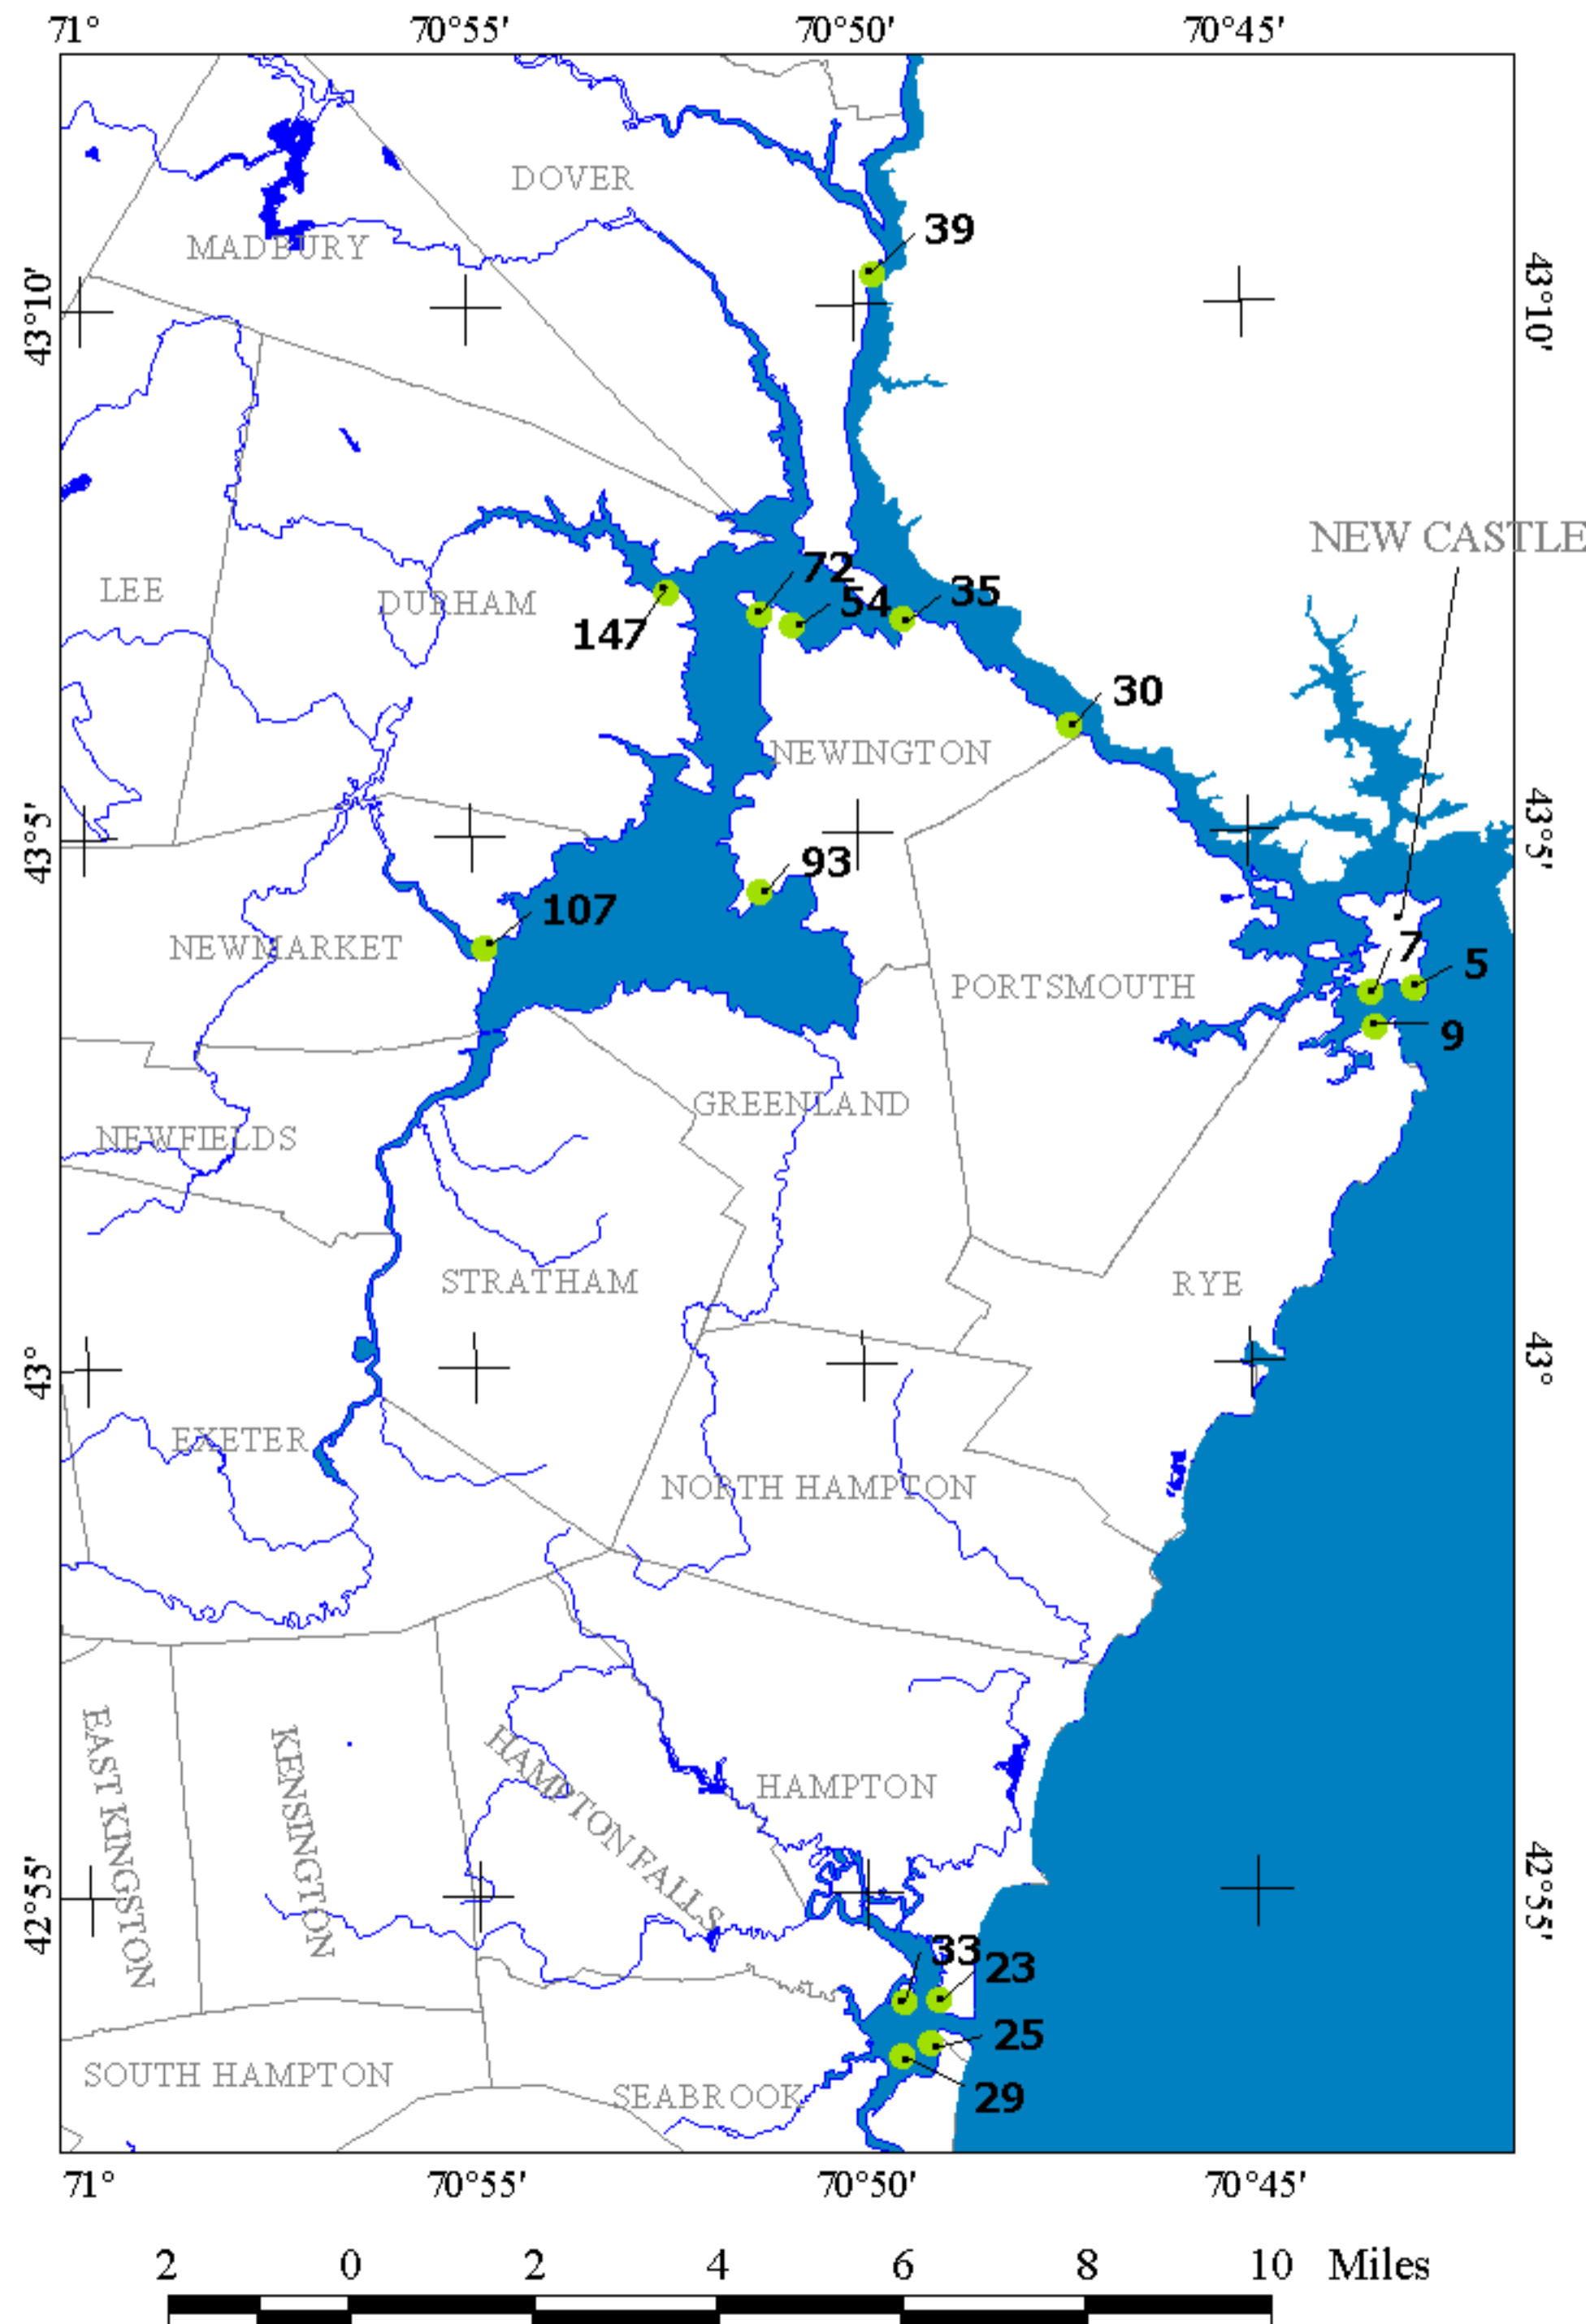 71° 70°55' 70°50' 70°45'
DOVER
39
MADBURY
43°10' 43°10'
NEW CASTLE
72
LEE
DURHAM
54
35
147
30
NEWINGTON
43°5' 43°5'
93
107
NEWMARKET
7
5
PORTSMOUTH
9
GREENLAND
NEWFIELDS
STRATHAM
RYE
43° 43°
EXETER
NORTH HAMPTON
EAST KINGSTON
KENSINGTON
HAMPTON FALLS
HAMPTON
42°55' 42°55'
33
23
25
SOUTH HAMPTON
SEABROOK
29
71° 70°55' 70°50' 70°45'
2 0 2 4 6 8 10 Miles